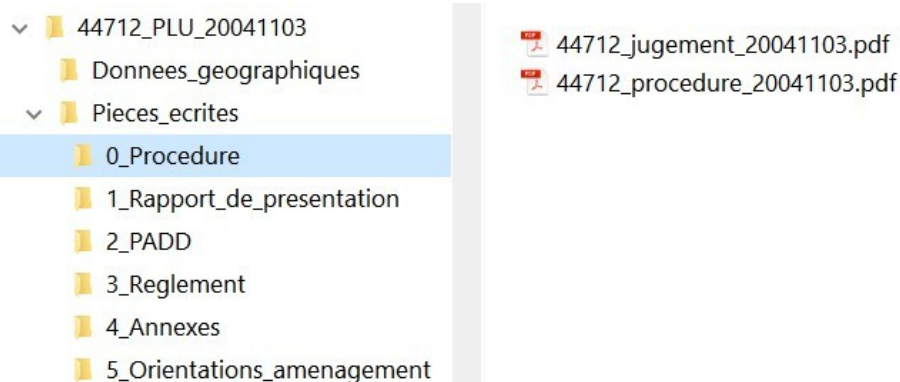 44712_PLU_20041103
Donnees_geographiques
Pieces_ecrites
0_Procedure
1_Rapport_de_presentation
2_PADD
3_Reglement
4_Annexes
5_Orientations_amenagement
44712_jugement_20041103.pdf
44712_procedure_20041103.pdf